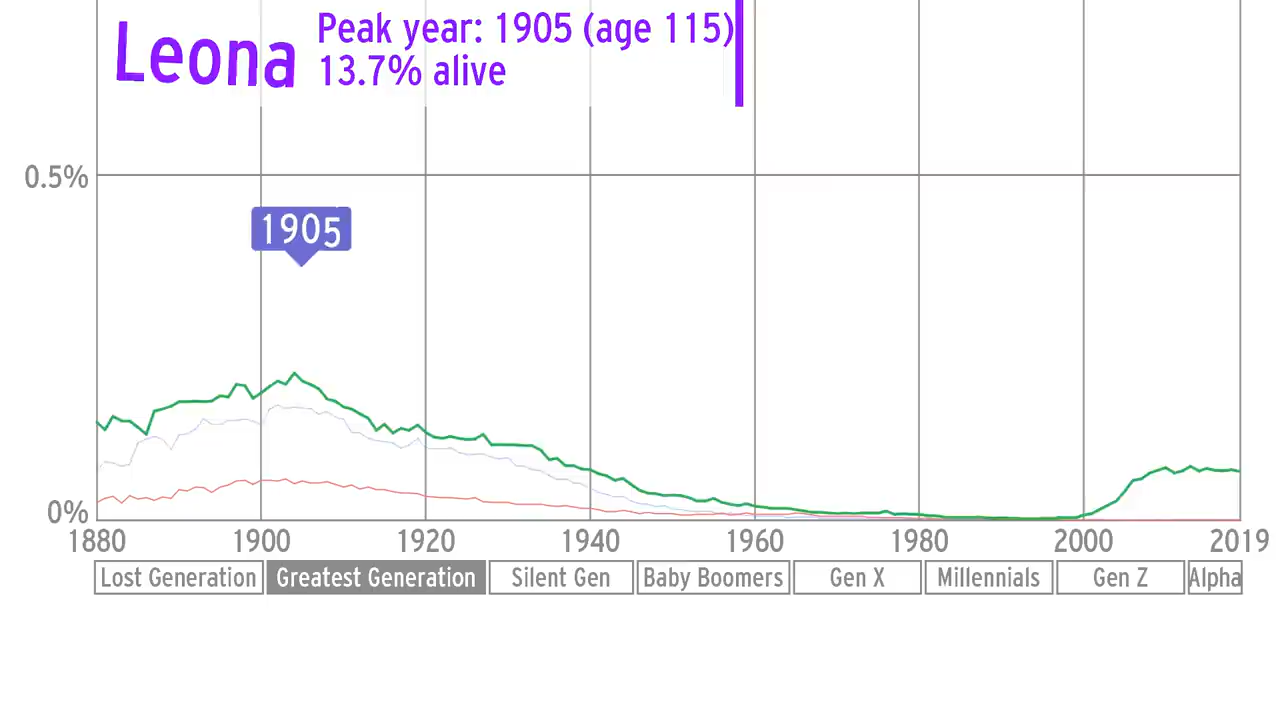 Leona
Peak year: 1905 (age 115)
13.7% alive
0.5%
1905
0%
1880 1900 1920 1940 1960 1980 2000 2019
Lost Generation Greatest Generation Silent Gen Baby Boomers Gen X Millennials Gen Z Alpha